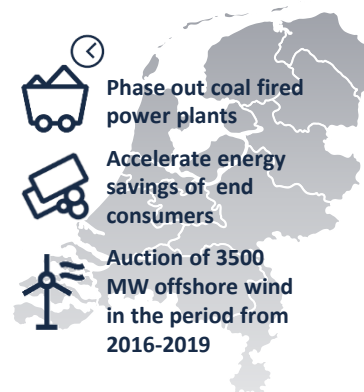 Phase out coal fired
power plants
Accelerate energy
savings of end
consumers
Auction of 3500
MW offshore wind
in the period from
2016-2019